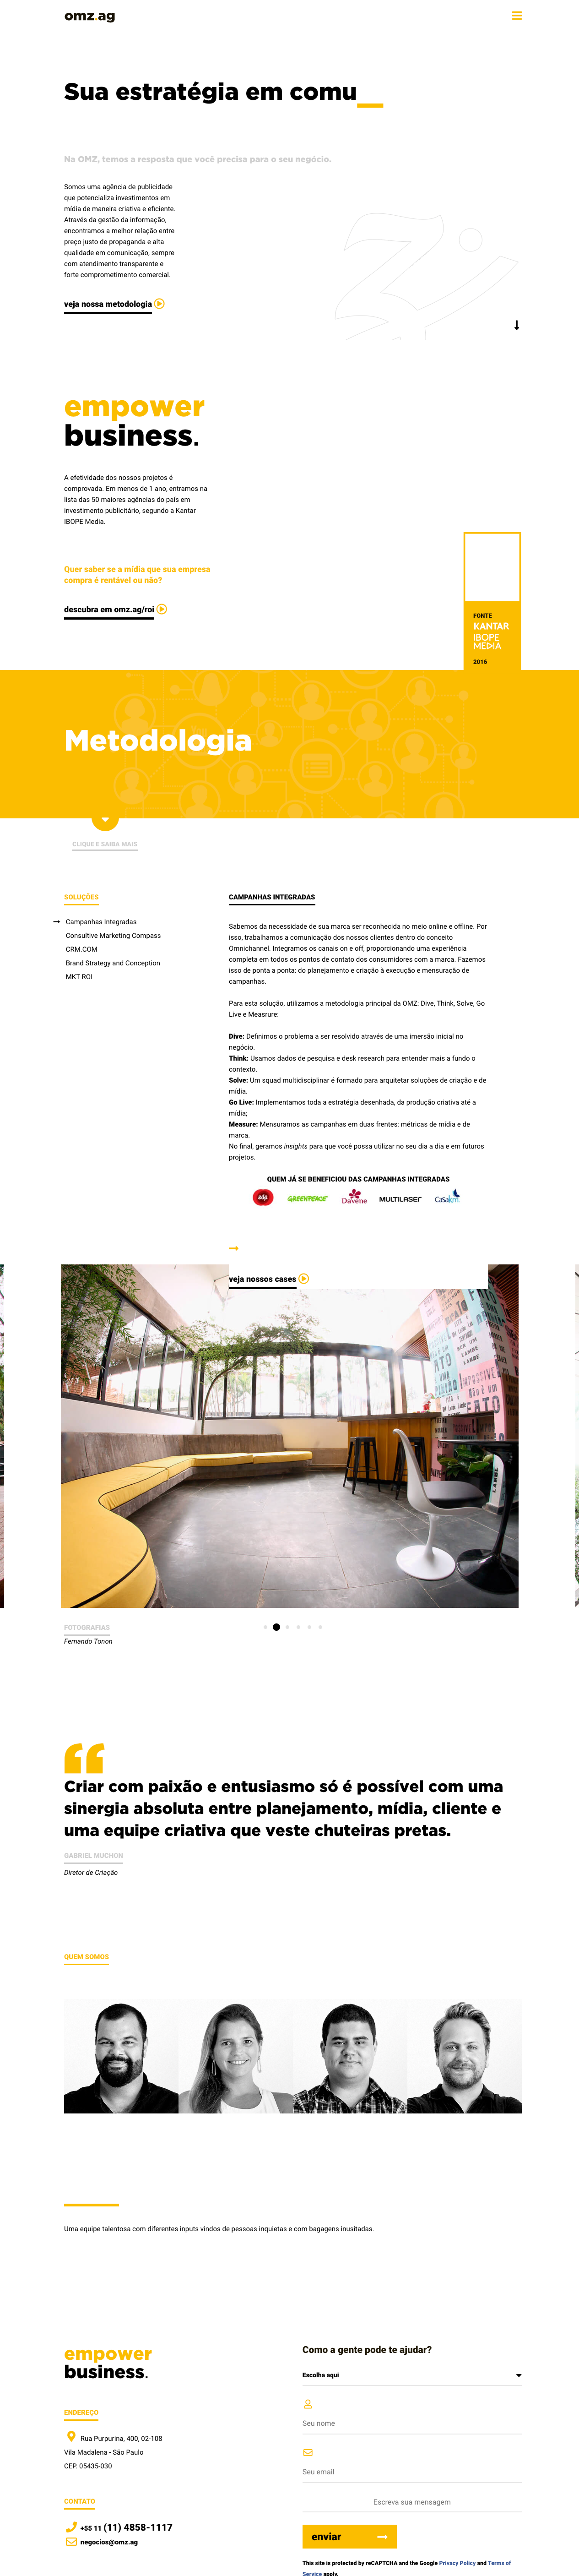 omz.ag
Sua estratégia em comu_
Na OMZ, temos a resposta que você precisa para o seu negócio.
Somos uma agência de publicidade
que potencializa investimentos em
mídia de maneira criativa e eficiente.
Através da gestão da informação,
encontramos a melhor relação entre
preço justo de propaganda e alta
qualidade em comunicação, sempre
com atendimento transparente e
forte comprometimento comercial.
veja nossa metodologia
empower
business.
A efetividade dos nossos projetos é
comprovada. Em menos de 1 ano, entramos na
lista das 50 maiores agências do país em
investimento publicitário, segundo a Kantar
IBOPE Media.
Quer saber se a mídia que sua empresa
compra é rentável ou não?
descubra em omz.ag/roi
FONTE
KANTAR
IBOPE
MEDIA
2016
Metodologia
CLIQUE E SAIBA MAIS
SOLUÇÕES
Campanhas Integradas
Consultive Marketing Compass
CRM.COM
Brand Strategy and Conception
MKT ROI
CAMPANHAS INTEGRADAS
Sabemos da necessidade de sua marca ser reconhecida no meio online e offline. Por
isso, trabalhamos a comunicação dos nossos clientes dentro do conceito
Omnichannel. Integramos os canais on e off, proporcionando uma experiência
completa em todos os pontos de contato dos consumidores com a marca. Fazemos
isso de ponta a ponta: do planejamento e criação à execução e mensuração de
campanhas.
Para esta solução, utilizamos a metodologia principal da OMZ: Dive, Think, Solve, Go
Live e Measrure:
Dive: Definimos o problema a ser resolvido através de uma imersão inicial no
negócio.
Think: Usamos dados de pesquisa e desk research para entender mais a fundo o
contexto.
Solve: Um squad multidisciplinar é formado para arquitetar soluções de criação e de
mídia.
Go Live: Implementamos toda a estratégia desenhada, da produção criativa até a
mídia;
Measure: Mensuramos as campanhas em duas frentes: métricas de mídia e de
marca.
No final, geramos insights para que você possa utilizar no seu dia a dia e em futuros
projetos.
QUEM JÁ SE BENEFICIOU DAS CAMPANHAS INTEGRADAS
edp GREENPEACE Davene MULTILASER Casa km
veja nossos cases
FOTOGRAFIAS
Fernando Tonon
Criar com paixão e entusiasmo só é possível com uma
sinergia absoluta entre planejamento, mídia, cliente e
uma equipe criativa que veste chuteiras pretas.
GABRIEL MUCHON
Diretor de Criação
QUEM SOMOS
Uma equipe talentosa com diferentes inputs vindos de pessoas inquietas e com bagagens inusitadas.
empower
business.
ENDEREÇO
Rua Purpurina, 400, 02-108
Vila Madalena - São Paulo
CEP. 05435-030
CONTATO
+55 11 (11) 4858-1117
negocios@omz.ag
Como a gente pode te ajudar?
Escolha aqui
Seu nome
Seu email
Escreva sua mensagem
enviar
This site is protected by reCAPTCHA and the Google Privacy Policy and Terms of
Service apply.